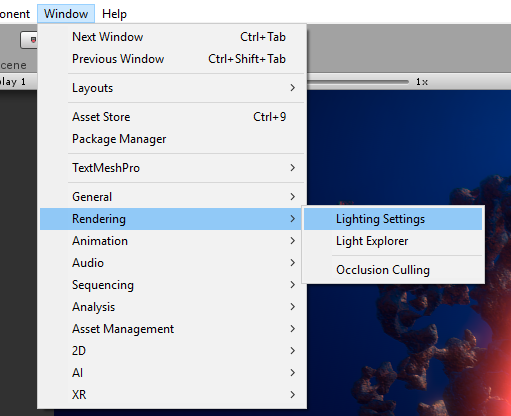 onent Window Help
Next Window Ctrl+Tab
Previous Window Ctrl+Shift+Tab
cene
Layouts
play 1 1x
Asset Store Ctrl+9
Package Manager
TextMeshPro
General
Rendering Lighting Settings
Animation Light Explorer
Audio
Sequencing Occlusion Culling
Analysis
Asset Management
2D
AI
XR